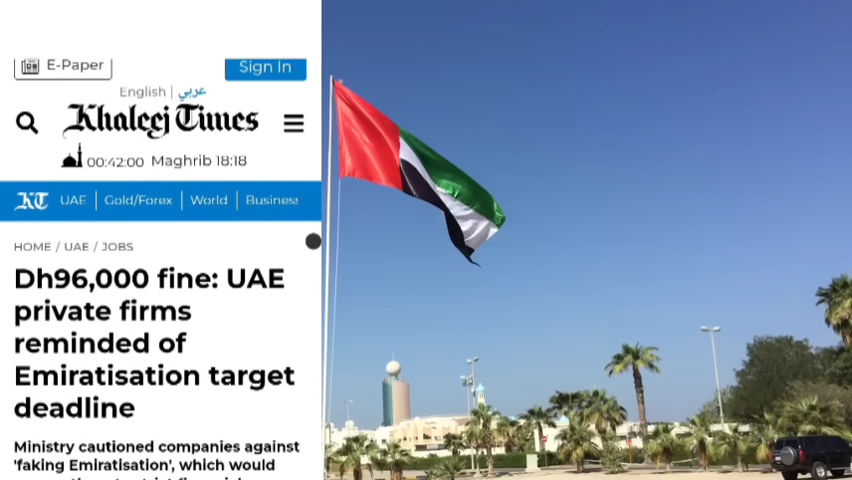 E-Paper
Sign In
English | عربي
Khaleej Times
00:42:00 Maghrib 18:18
KT UAE | Gold/Forex | World | Business
HOME / UAE / JOBS
Dh96,000 fine: UAE
private firms
reminded of
Emiratisation target
deadline
Ministry cautioned companies against
'faking Emiratisation', which would